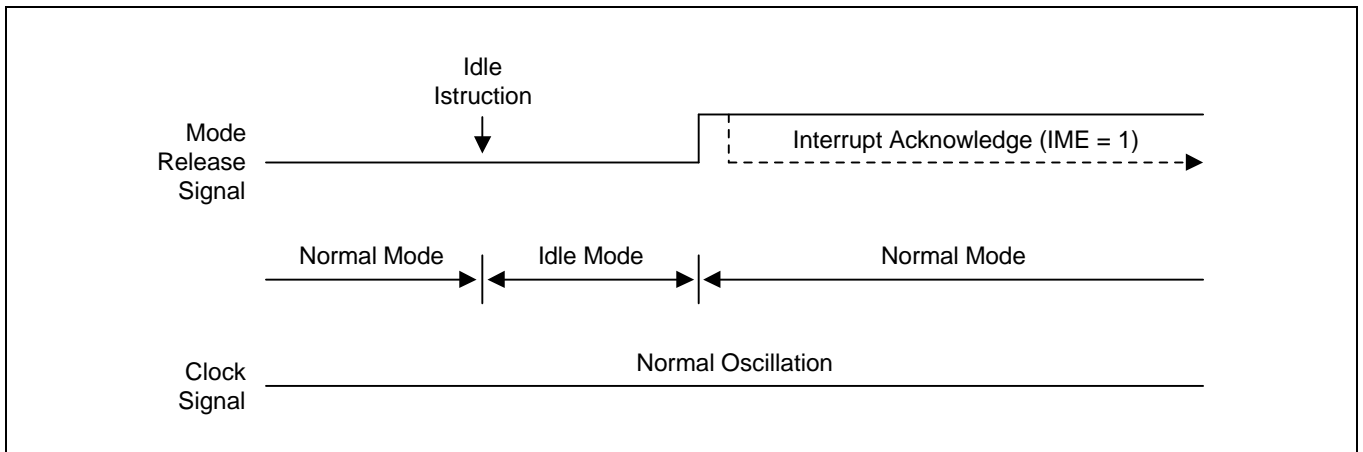 Idle
Istruction
Mode
Release
Signal
Interrupt Acknowledge (IME = 1)
Normal Mode
Idle Mode
Normal Mode
Clock
Signal
Normal Oscillation